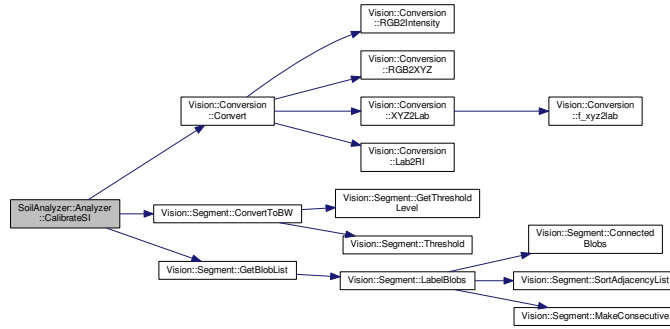 Vision::Conversion
::RGB2Intensity
Vision::Conversion
::RGB2XYZ
Vision::Conversion
::Convert
Vision::Conversion
::XYZ2Lab
Vision::Conversion
::f_xyz2lab
Vision::Conversion
::Lab2RI
SoilAnalyzer::Analyzer
::CalibrateSI
Vision::Segment::ConvertToBW
Vision::Segment::GetThreshold
Level
Vision::Segment::Threshold
Vision::Segment::GetBlobList
Vision::Segment::LabelBlobs
Vision::Segment::Connected
Blobs
Vision::Segment::SortAdjacencyList
Vision::Segment::MakeConsecutive